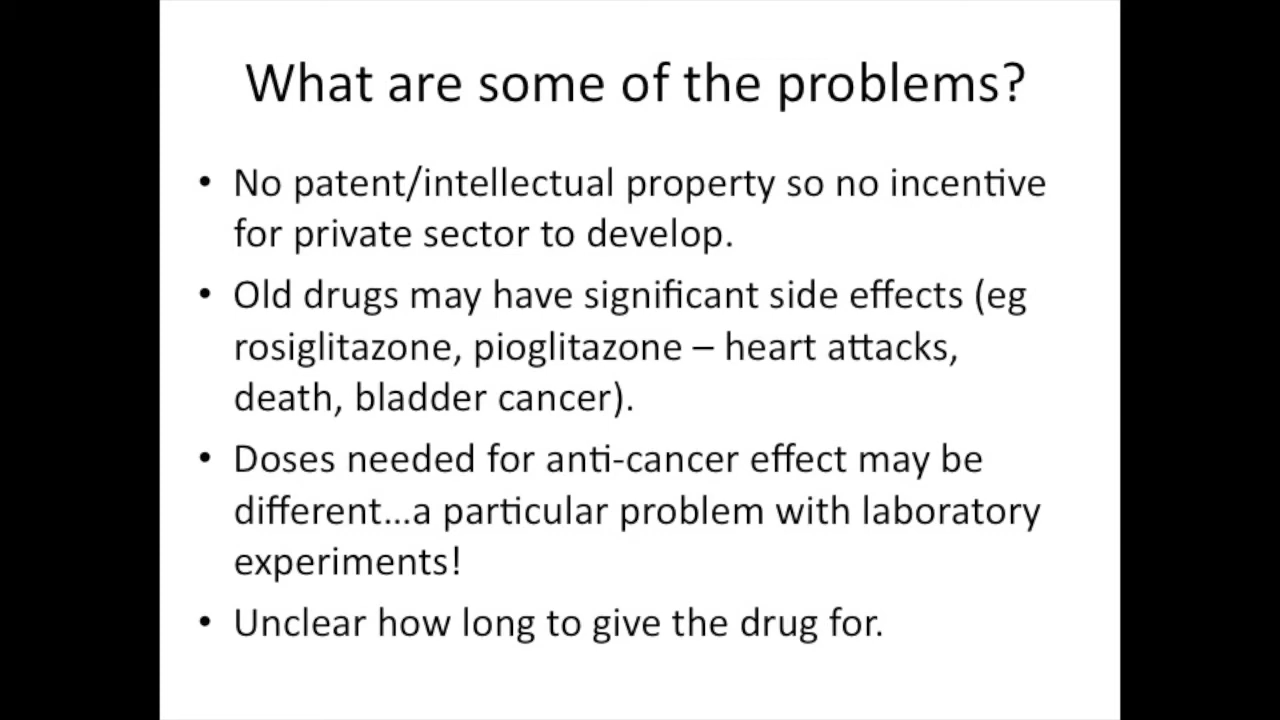 What are some of the problems?
• No patent/intellectual property so no incentive
for private sector to develop.
• Old drugs may have significant side effects (eg
rosiglitazone, pioglitazone – heart attacks,
death, bladder cancer).
• Doses needed for anti-cancer effect may be
different...a particular problem with laboratory
experiments!
• Unclear how long to give the drug for.